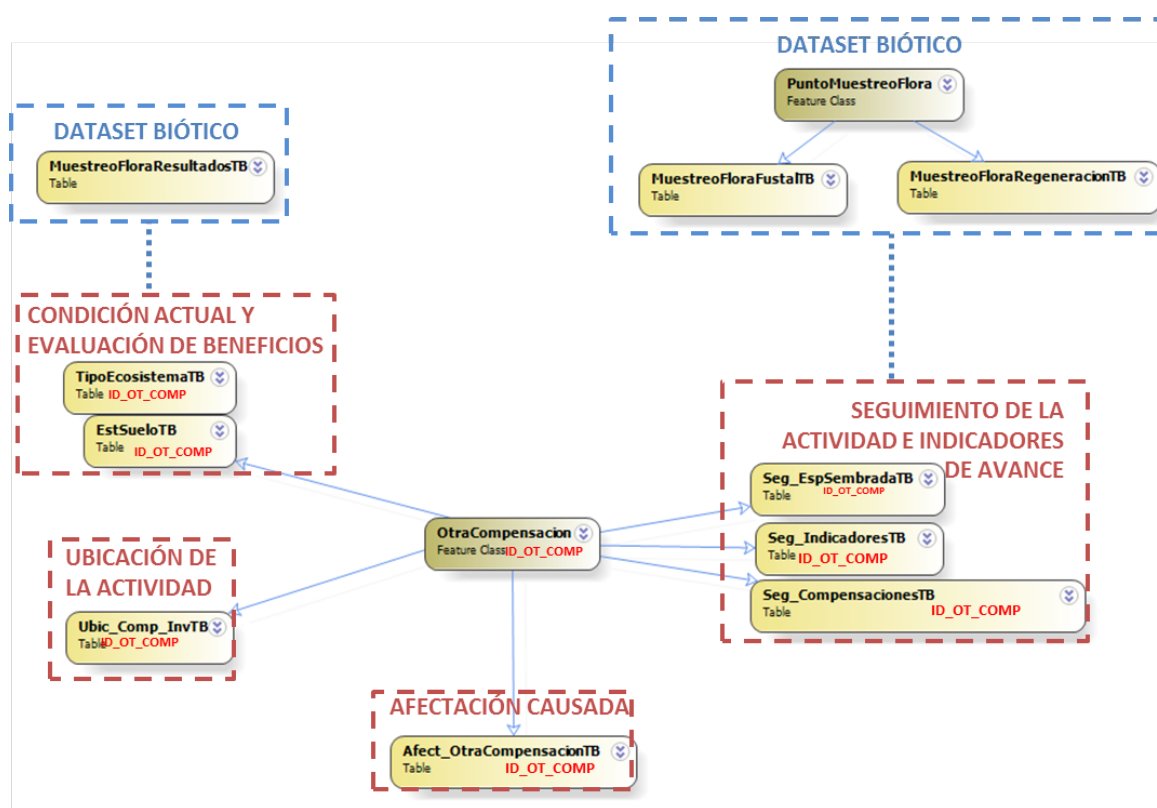 DATASET BIÓTICO
PuntoMuestreoFlora
Feature Class
MuestreoFloraFustalTB
Table
MuestreoFloraRegeneracionTB
Table
DATASET BIÓTICO
MuestreoFloraResultadosTB
Table
CONDICIÓN ACTUAL Y
EVALUACIÓN DE BENEFICIOS
TipoEcosistemaTB
Table ID_OT_COMP
EstSueloTB
Table ID_OT_COMP
SEGUIMIENTO DE LA
ACTIVIDAD E INDICADORES
DE AVANCE
Seg_EspSembradaTB
Table ID_OT_COMP
Seg_IndicadoresTB
Table ID_OT_COMP
Seg_CompensacionesTB
Table ID_OT_COMP
OtraCompensacion
Feature Class ID_OT_COMP
UBICACIÓN DE
LA ACTIVIDAD
Ubic_Comp_InvTB
Table ID_OT_COMP
AFECTACIÓN CAUSADA
Afect_OtraCompensacionTB
Table ID_OT_COMP